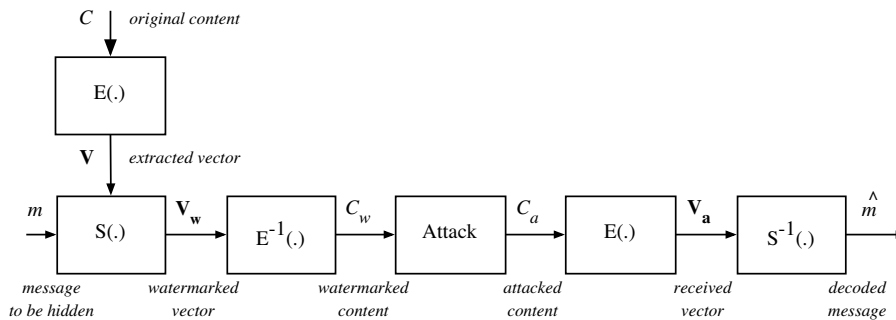 C original content
E(.)
V extracted vector
m
S(.)
V_w
E^-1(.)
C_w
Attack
C_a
E(.)
V_a
S^-1(.)
m̂
message
to be hidden
watermarked
vector
watermarked
content
attacked
content
received
vector
decoded
message